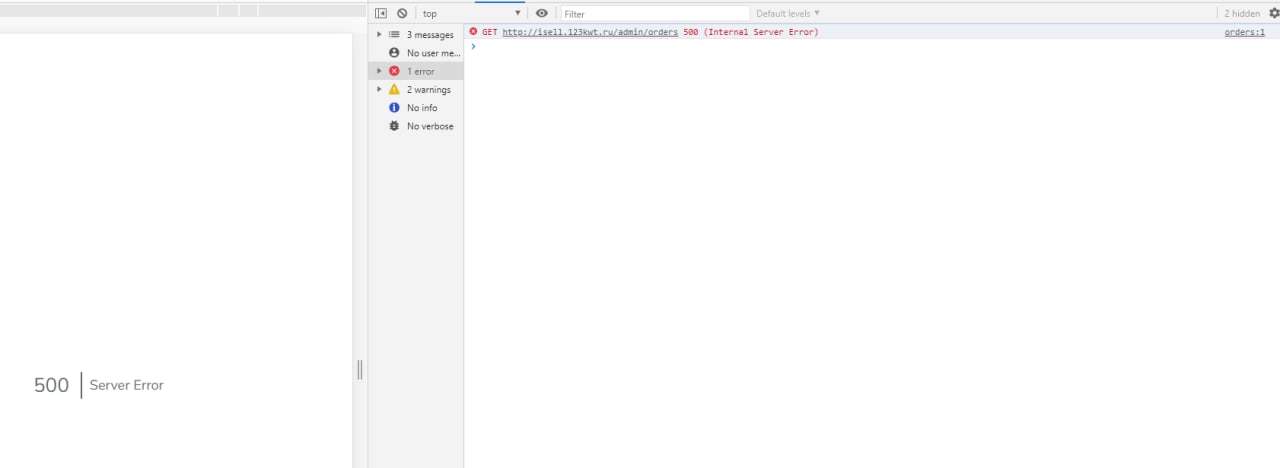 top
Filter
Default levels
2 hidden
3 messages
No user me...
1 error
2 warnings
No info
No verbose
GET http://isell.123kwt.ru/admin/orders 500 (Internal Server Error)
orders:1
500
Server Error